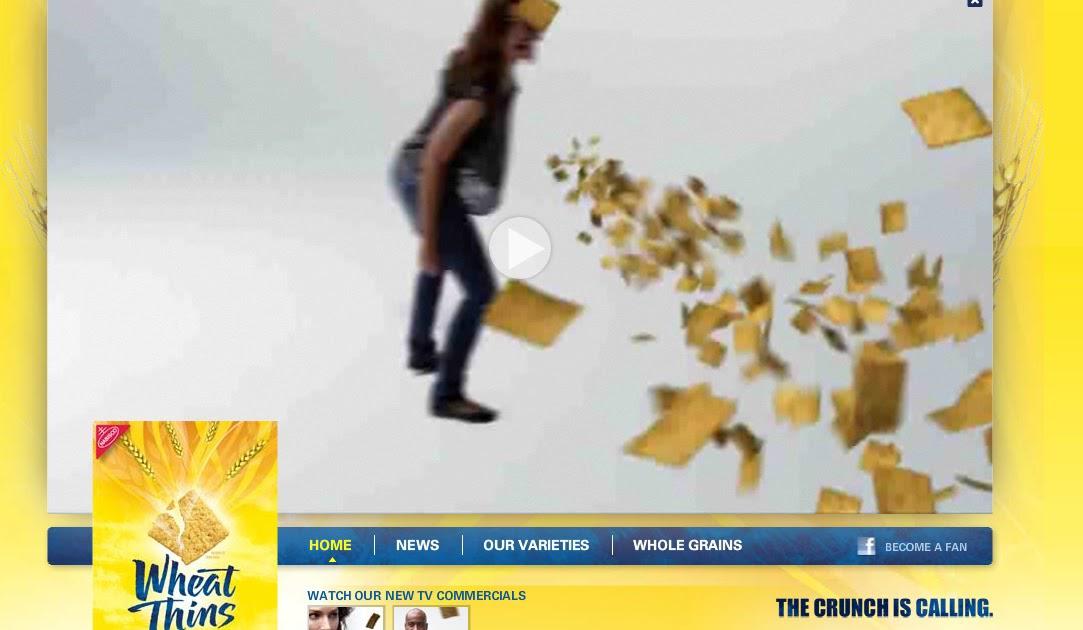 HOME
NEWS
OUR VARIETIES
WHOLE GRAINS
BECOME A FAN
NABISCO
Wheat
Thins
WATCH OUR NEW TV COMMERCIALS
THE CRUNCH IS CALLING.